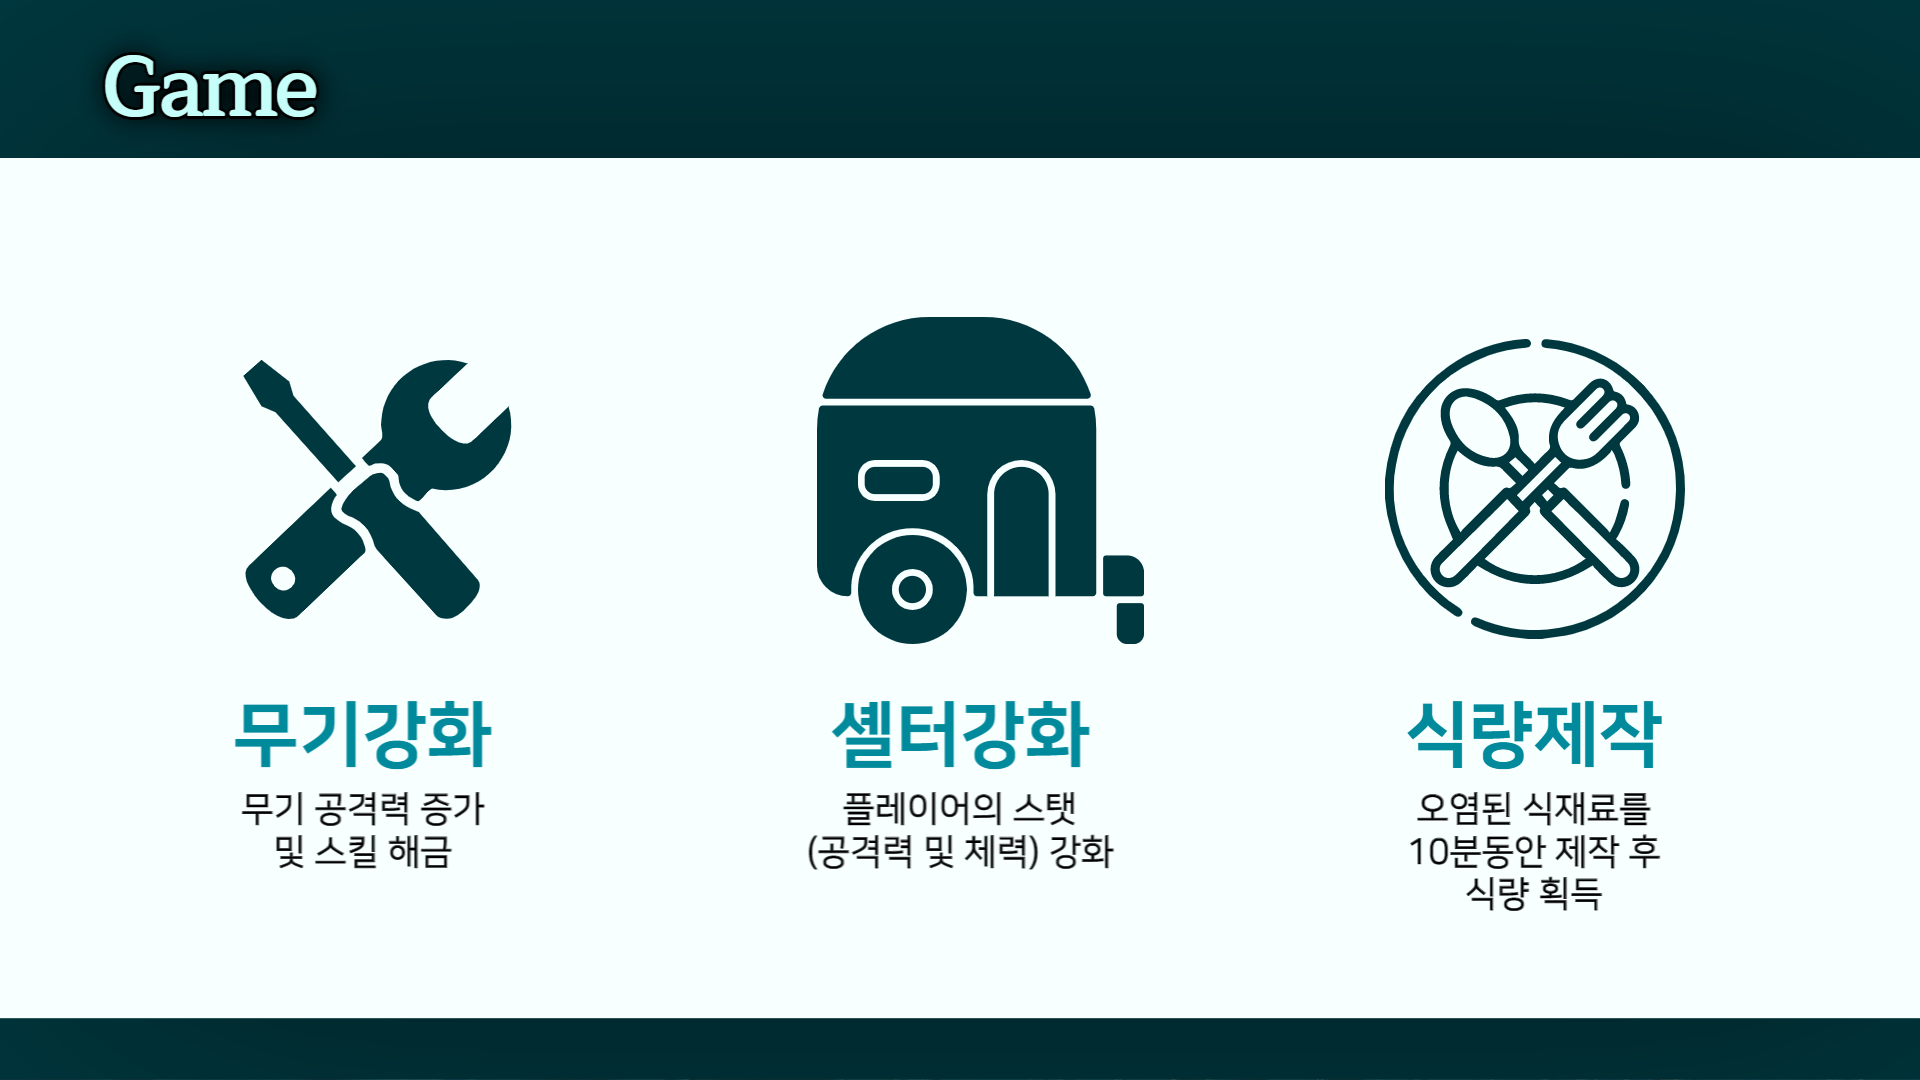 Game
무기강화
무기 공격력 증가
및 스킬 해금
셸터강화
플레이어의 스탯
(공격력 및 체력) 강화
식량제작
오염된 식재료를
10분동안 제작 후
식량 획득